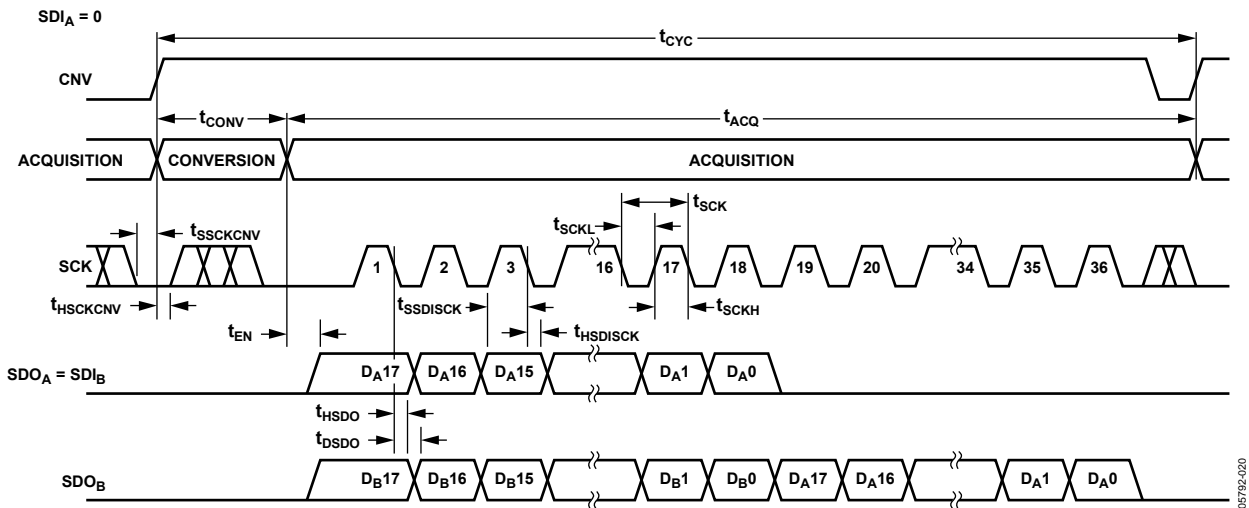 SDIA = 0
tCYC
CNV
tCONV
tACQ
ACQUISITION
CONVERSION
ACQUISITION
tSCK
tSCKL
tSSCKCNV
SCK
1
2
3
16
17
18
19
20
34
35
36
tHSCKCNV
tSSDISCK
tSCKH
tEN
tHSDISCK
SDOA = SDIB
DA17
DA16
DA15
DA1
DA0
tHSDO
tDSDO
SDOB
DB17
DB16
DB15
DB1
DB0
DA17
DA16
DA1
DA0
05792-020